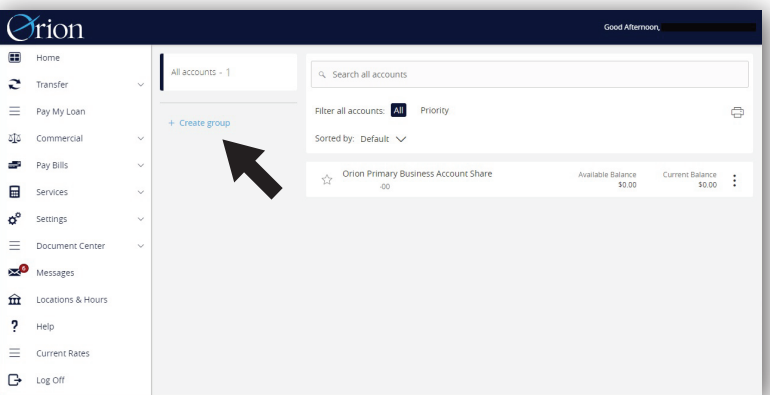 Orion
Good Afternoon,
Home
Transfer
Pay My Loan
Commercial
Pay Bills
Services
Settings
Document Center
6
Messages
Locations & Hours
?
Help
Current Rates
Log Off
All accounts - 1
+ Create group
Search all accounts
Filter all accounts: All Priority
Sorted by: Default
Orion Primary Business Account Share
-00
Available Balance
$0.00
Current Balance
$0.00